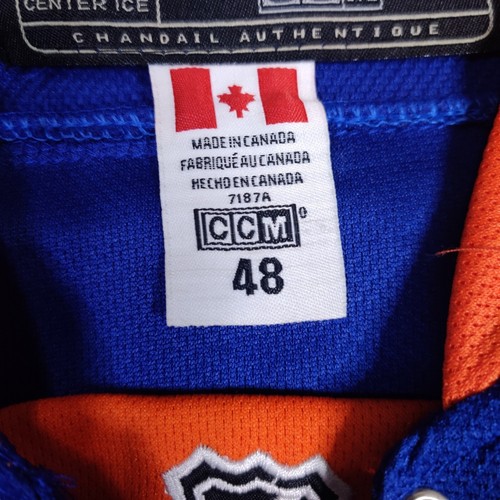 CENTER ICE
CHANDAIL AUTHENTIQUE
MADE IN CANADA
FABRIQUÉ AU CANADA
HECHO EN CANADA
7187A
CCM®
48